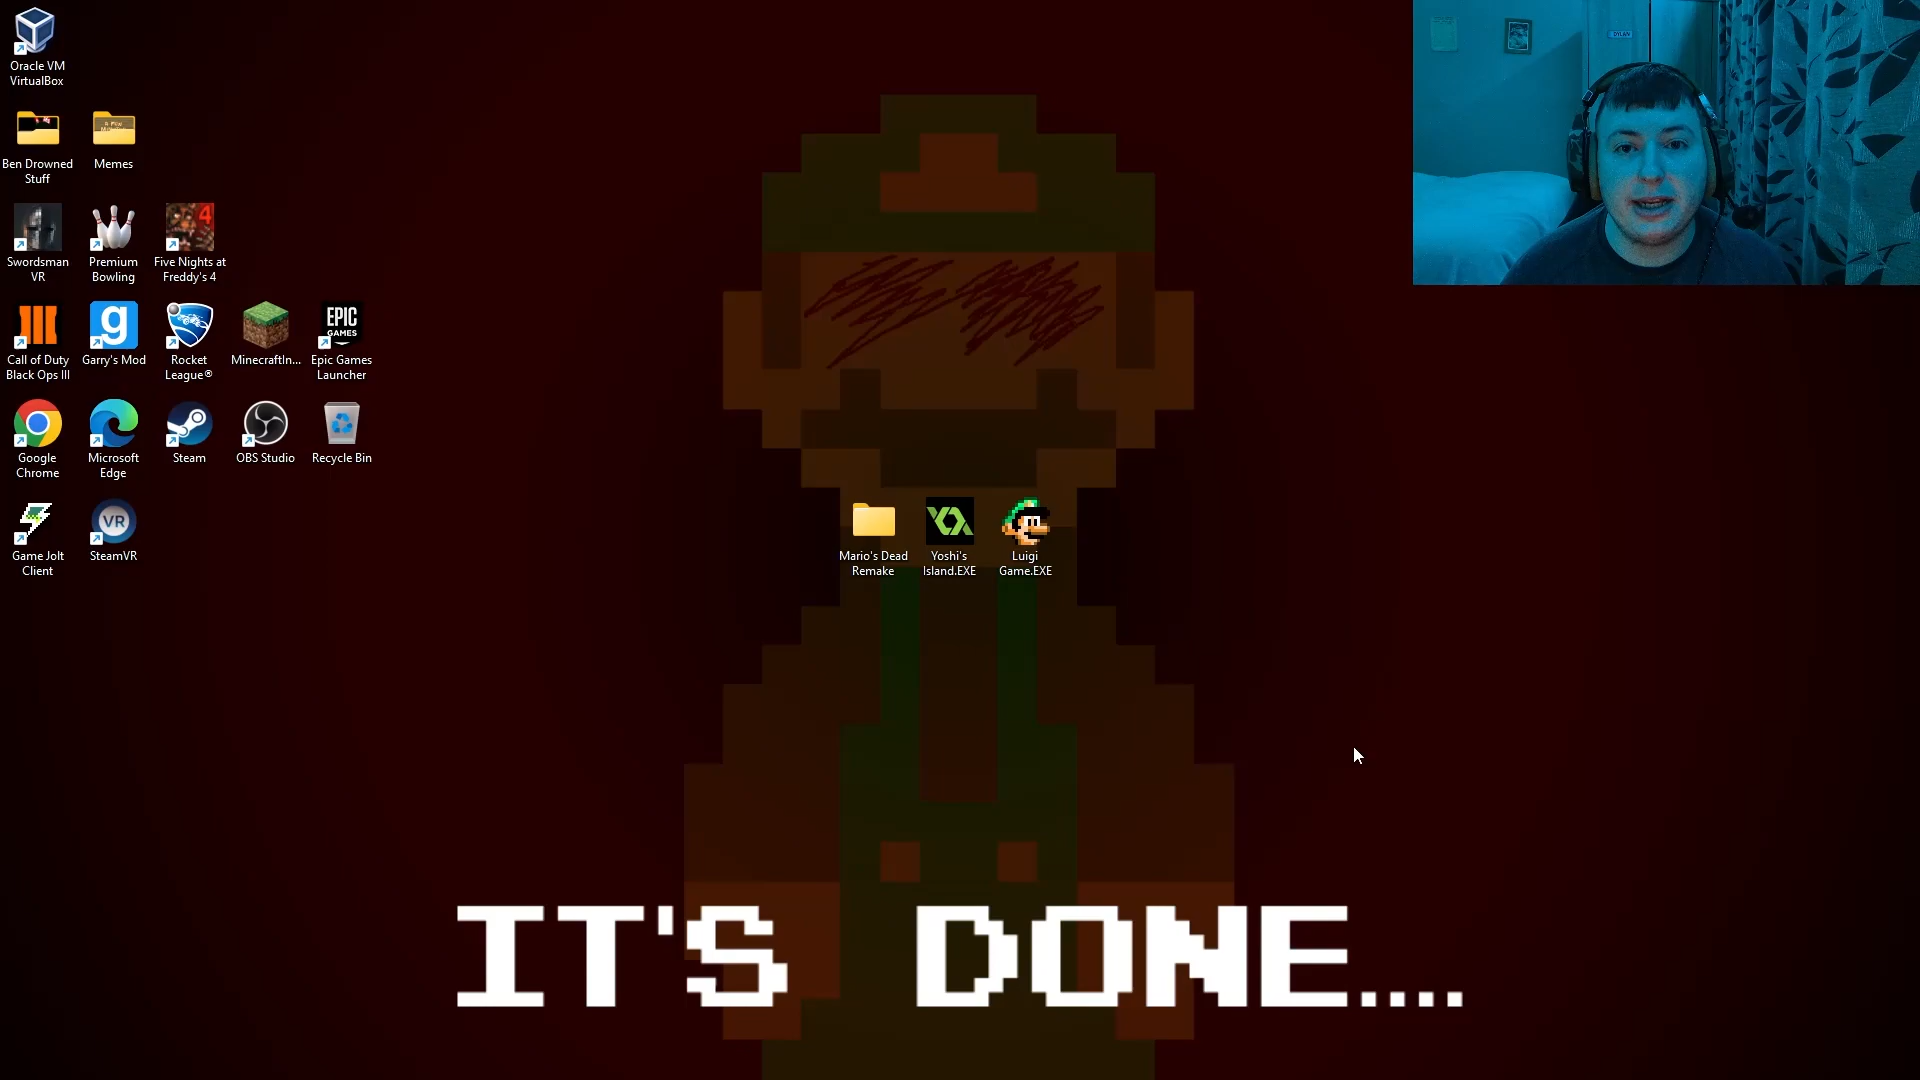 Oracle VM
VirtualBox
Ben Drowned
Stuff
Memes
Swordsman
VR
Premium
Bowling
4
Five Nights at
Freddy's 4
Call of Duty
Black Ops III
g
Garry's Mod
Rocket
League®
MinecraftIn...
EPIC
GAMES
Epic Games
Launcher
Google
Chrome
Microsoft
Edge
Steam
OBS Studio
Recycle Bin
Game Jolt
Client
VR
SteamVR
Mario's Dead
Remake
Yoshi's
Island.EXE
Luigi
Game.EXE
DYLAN
IT'S DONE....